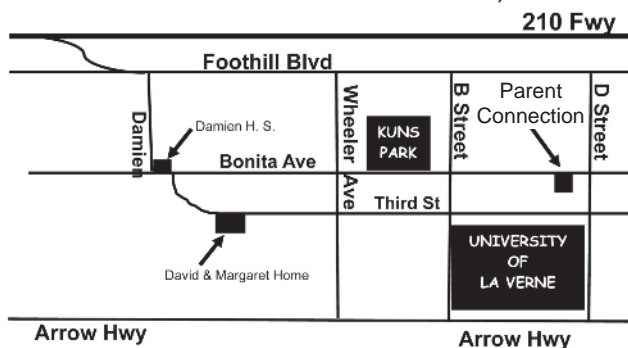 210 Fwy
Foothill Blvd
Damien
Damien H. S.
Wheeler Ave
KUNS
PARK
B Street
Parent
Connection
D Street
Bonita Ave
Third St
David & Margaret Home
UNIVERSITY
OF
LA VERNE
Arrow Hwy
Arrow Hwy